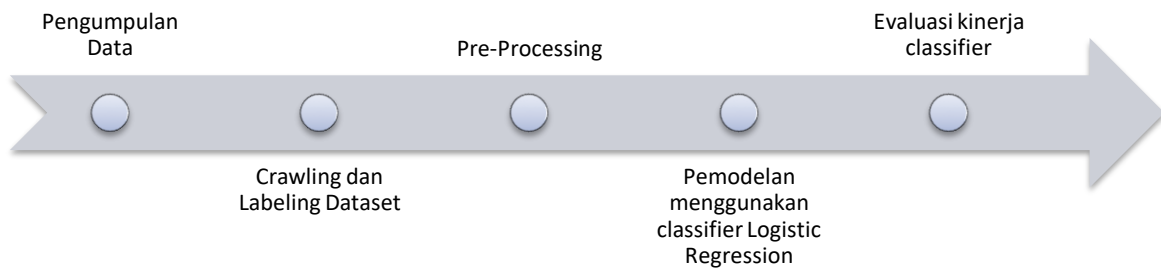 Pengumpulan
Data
Crawling dan
Labeling Dataset
Pre-Processing
Pemodelan
menggunakan
classifier Logistic
Regression
Evaluasi kinerja
classifier